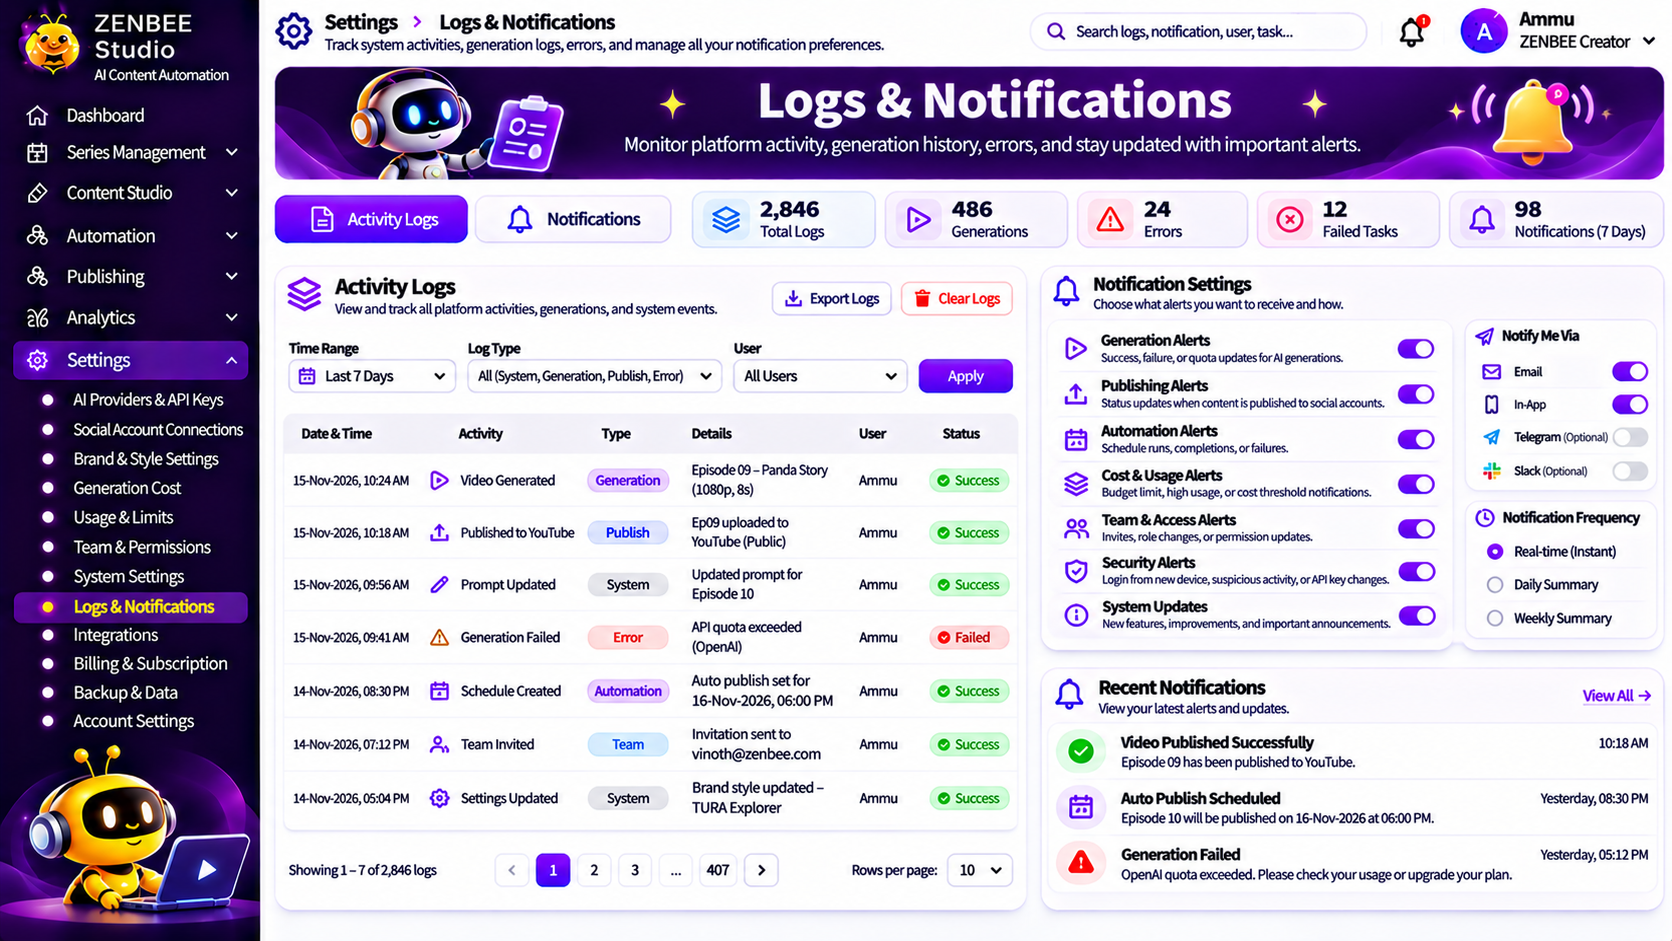 ZENBEE
Studio
AI Content Automation
Dashboard
Series Management
Content Studio
Automation
Publishing
Analytics
Settings
AI Providers & API Keys
Social Account Connections
Brand & Style Settings
Generation Cost
Usage & Limits
Team & Permissions
System Settings
Logs & Notifications
Integrations
Billing & Subscription
Backup & Data
Account Settings
Settings > Logs & Notifications
Track system activities, generation logs, errors, and manage all your notification preferences.
Search logs, notification, user, task...
1
A
Ammu
ZENBEE Creator
Logs & Notifications
Monitor platform activity, generation history, errors, and stay updated with important alerts.
Activity Logs
Notifications
2,846
Total Logs
486
Generations
24
Errors
12
Failed Tasks
98
Notifications (7 Days)
Activity Logs
View and track all platform activities, generations, and system events.
Export Logs
Clear Logs
Time Range
Last 7 Days
Log Type
All (System, Generation, Publish, Error)
User
All Users
Apply
Date & Time Activity Type Details User Status
15-Nov-2026, 10:24 AM Video Generated Generation Episode 09 – Panda Story Ammu Success
(1080p, 8s)
15-Nov-2026, 10:18 AM Published to YouTube Publish Ep09 uploaded to Ammu Success
YouTube (Public)
15-Nov-2026, 09:56 AM Prompt Updated System Updated prompt for Ammu Success
Episode 10
15-Nov-2026, 09:41 AM Generation Failed Error API quota exceeded Ammu Failed
(OpenAI)
14-Nov-2026, 08:30 PM Schedule Created Automation Auto publish set for Ammu Success
16-Nov-2026, 06:00 PM
14-Nov-2026, 07:12 PM Team Invited Team Invitation sent to Ammu Success
vinoth@zenbee.com
14-Nov-2026, 05:04 PM Settings Updated System Brand style updated – Ammu Success
TURA Explorer
Showing 1 – 7 of 2,846 logs
< 1 2 3 ... 407 >
Rows per page: 10
Notification Settings
Choose what alerts you want to receive and how.
Generation Alerts
Success, failure, or quota updates for AI generations.
Publishing Alerts
Status updates when content is published to social accounts.
Automation Alerts
Schedule runs, completions, or failures.
Cost & Usage Alerts
Budget limit, high usage, or cost threshold notifications.
Team & Access Alerts
Invites, role changes, or permission updates.
Security Alerts
Login from new device, suspicious activity, or API key changes.
System Updates
New features, improvements, and important announcements.
Notify Me Via
Email
In-App
Telegram (Optional)
Slack (Optional)
Notification Frequency
Real-time (Instant)
Daily Summary
Weekly Summary
Recent Notifications
View your latest alerts and updates.
View All →
Video Published Successfully 10:18 AM
Episode 09 has been published to YouTube.
Auto Publish Scheduled Yesterday, 08:30 PM
Episode 10 will be published on 16-Nov-2026 at 06:00 PM.
Generation Failed Yesterday, 05:12 PM
OpenAI quota exceeded. Please check your usage or upgrade your plan.